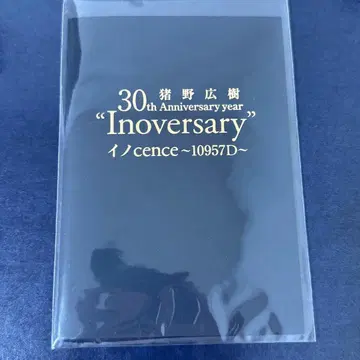 猪野広樹
30th Anniversary year
“Inoversary”
イノcence～10957D～